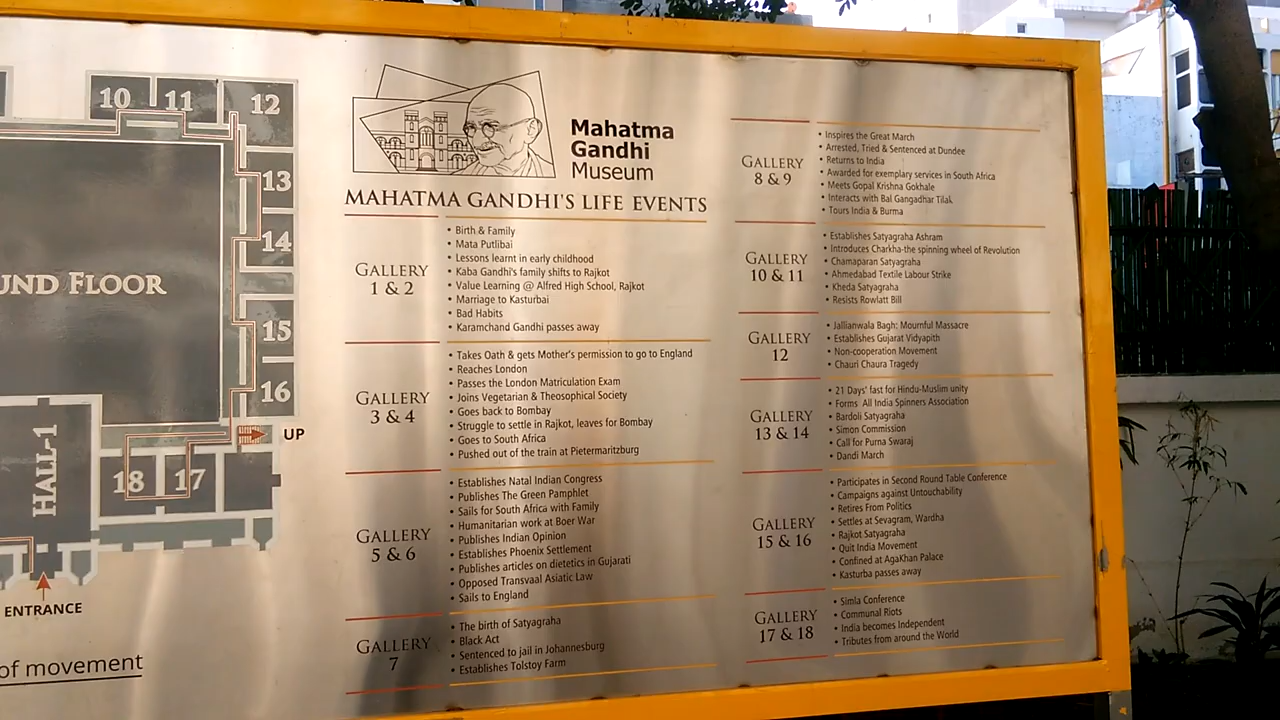 10
11
12
13
14
15
16
UND FLOOR
UP
18
17
HALL-1
ENTRANCE
of movement
Mahatma
Gandhi
Museum
MAHATMA GANDHI'S LIFE EVENTS
GALLERY
1 & 2
• Birth & Family
• Mata Putlibai
• Lessons learnt in early childhood
• Kaba Gandhi's family shifts to Rajkot
• Value Learning @ Alfred High School, Rajkot
• Marriage to Kasturbai
• Bad Habits
• Karamchand Gandhi passes away
GALLERY
3 & 4
• Takes Oath & gets Mother's permission to go to England
• Reaches London
• Passes the London Matriculation Exam
• Joins Vegetarian & Theosophical Society
• Goes back to Bombay
• Struggle to settle in Rajkot, leaves for Bombay
• Goes to South Africa
• Pushed out of the train at Pietermaritzburg
GALLERY
5 & 6
• Establishes Natal Indian Congress
• Publishes The Green Pamphlet
• Sails for South Africa with Family
• Humanitarian work at Boer War
• Publishes Indian Opinion
• Establishes Phoenix Settlement
• Publishes articles on dietetics in Gujarati
• Opposed Transvaal Asiatic Law
• Sails to England
GALLERY
7
• The birth of Satyagraha
• Black Act
• Sentenced to jail in Johannesburg
• Establishes Tolstoy Farm
GALLERY
8 & 9
• Inspires the Great March
• Arrested, Tried & Sentenced at Dundee
• Returns to India
• Awarded for exemplary services in South Africa
• Meets Gopal Krishna Gokhale
• Interacts with Bal Gangadhar Tilak
• Tours India & Burma
GALLERY
10 & 11
• Establishes Satyagraha Ashram
• Introduces Charkha-the spinning wheel of Revolution
• Chamaparan Satyagraha
• Ahmedabad Textile Labour Strike
• Kheda Satyagraha
• Resists Rowlatt Bill
GALLERY
12
• Jallianwala Bagh: Mournful Massacre
• Establishes Gujarat Vidyapith
• Non-cooperation Movement
• Chauri Chaura Tragedy
GALLERY
13 & 14
• 21 Days' fast for Hindu-Muslim unity
• Forms All India Spinners Association
• Bardoli Satyagraha
• Simon Commission
• Call for Purna Swaraj
• Dandi March
GALLERY
15 & 16
• Participates in Second Round Table Conference
• Campaigns against Untouchability
• Retires From Politics
• Settles at Sevagram, Wardha
• Rajkot Satyagraha
• Quit India Movement
• Confined at AgaKhan Palace
• Kasturba passes away
GALLERY
17 & 18
• Simla Conference
• Communal Riots
• India becomes Independent
• Tributes from around the World